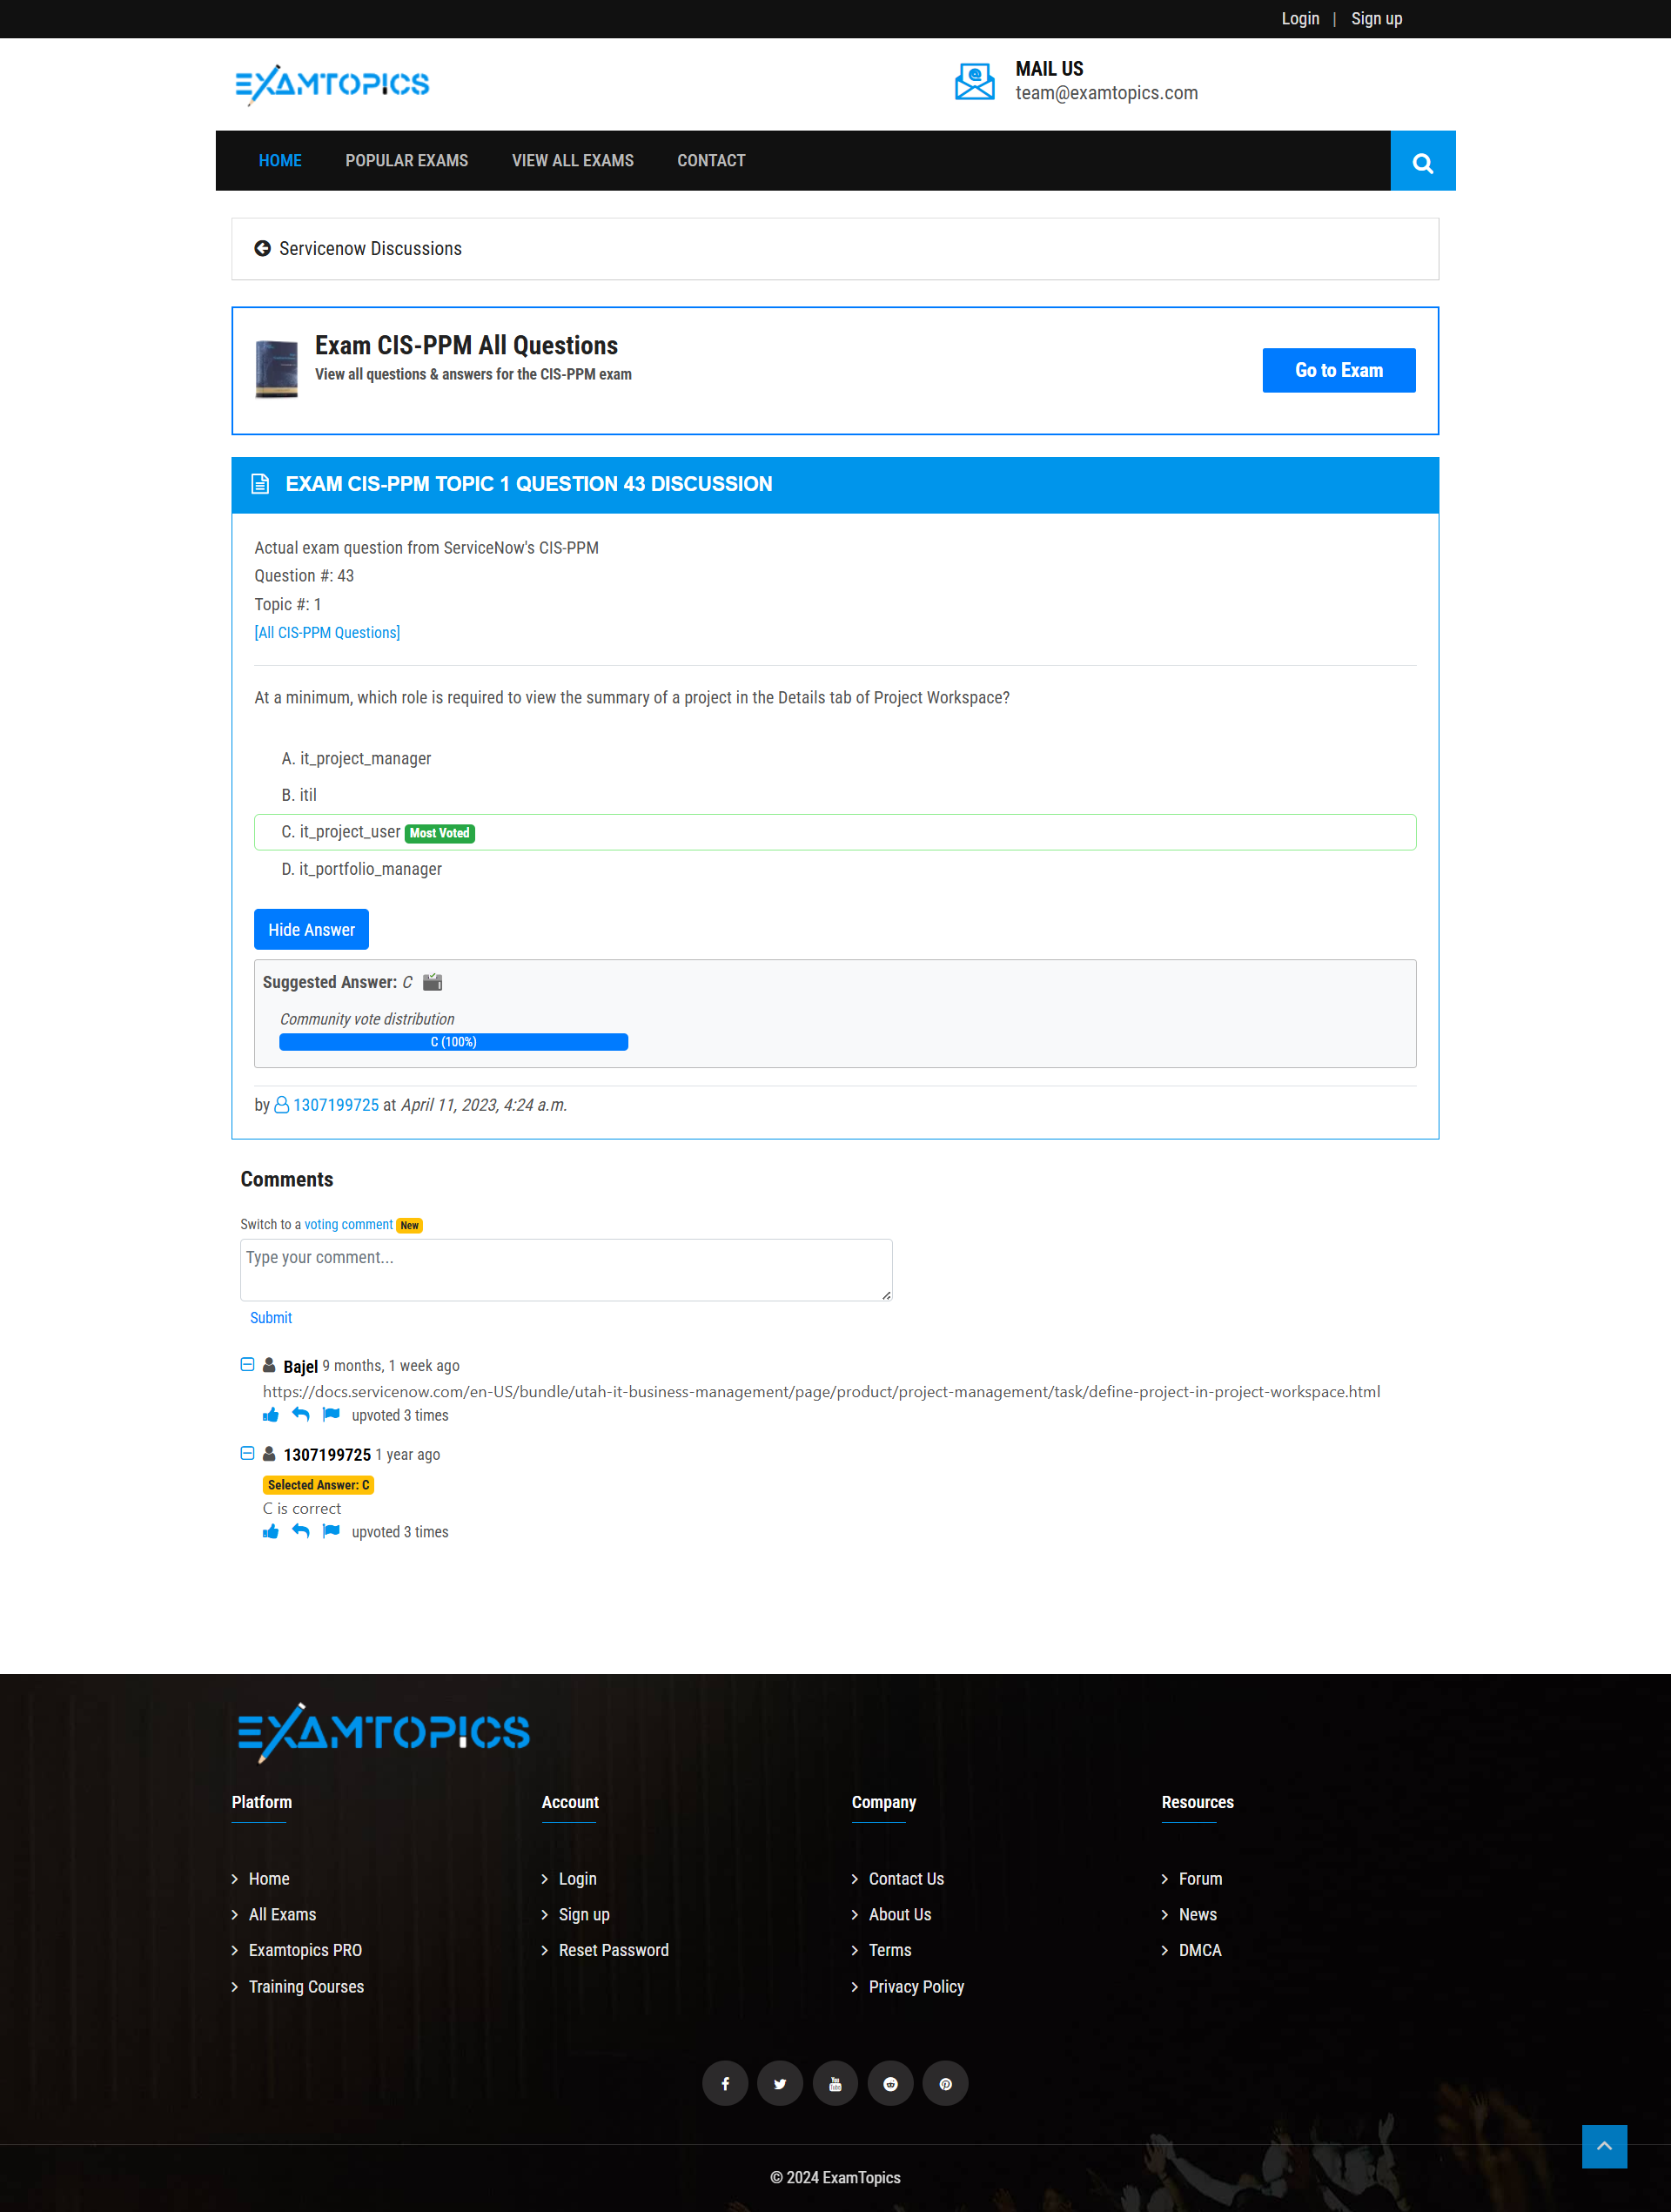 Login | Sign up
EXAMTOPICS
MAIL US
team@examtopics.com
HOME POPULAR EXAMS VIEW ALL EXAMS CONTACT
Servicenow Discussions
Exam CIS-PPM All Questions
View all questions & answers for the CIS-PPM exam
Go to Exam
EXAM CIS-PPM TOPIC 1 QUESTION 43 DISCUSSION
Actual exam question from ServiceNow's CIS-PPM
Question #: 43
Topic #: 1
[All CIS-PPM Questions]
At a minimum, which role is required to view the summary of a project in the Details tab of Project Workspace?
A. it_project_manager
B. itil
C. it_project_user Most Voted
D. it_portfolio_manager
Hide Answer
Suggested Answer: C
Community vote distribution
C (100%)
by 1307199725 at April 11, 2023, 4:24 a.m.
Comments
Switch to a voting comment New
Type your comment...
Submit
Bajel 9 months, 1 week ago
https://docs.servicenow.com/en-US/bundle/utah-it-business-management/page/product/project-management/task/define-project-in-project-workspace.html
upvoted 3 times
1307199725 1 year ago
Selected Answer: C
C is correct
upvoted 3 times
EXAMTOPICS
Platform
Home
All Exams
Examtopics PRO
Training Courses
Account
Login
Sign up
Reset Password
Company
Contact Us
About Us
Terms
Privacy Policy
Resources
Forum
News
DMCA
© 2024 ExamTopics